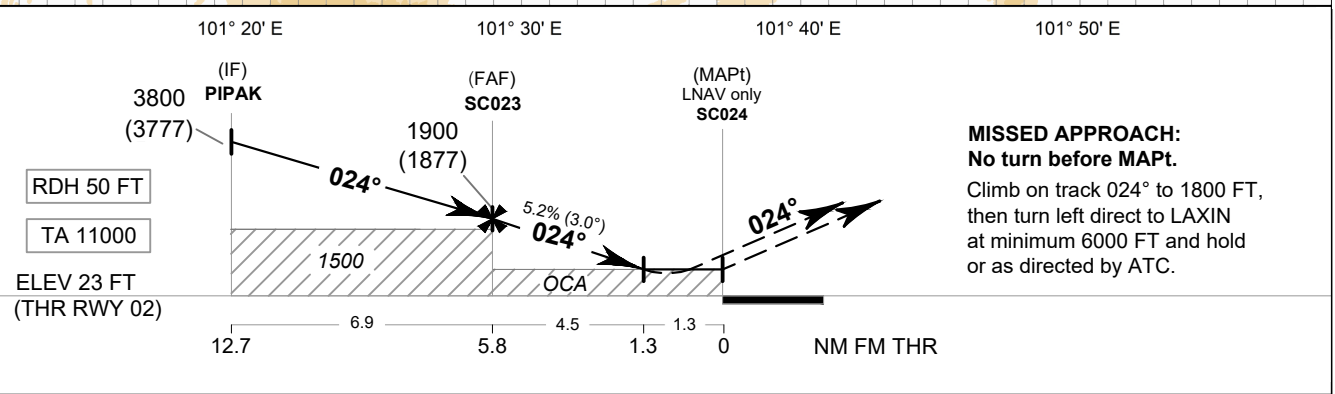 101° 20' E
101° 30' E
101° 40' E
101° 50' E
(IF)
PIPAK
3800
(3777)
(FAF)
SC023
1900
(1877)
(MAPt)
LNAV only
SC024
024°
5.2% (3.0°)
024°
024°
RDH 50 FT
TA 11000
ELEV 23 FT
(THR RWY 02)
1500
OCA
MISSED APPROACH:
No turn before MAPt.
Climb on track 024° to 1800 FT,
then turn left direct to LAXIN
at minimum 6000 FT and hold
or as directed by ATC.
6.9
4.5
1.3
12.7
5.8
1.3
0
NM FM THR